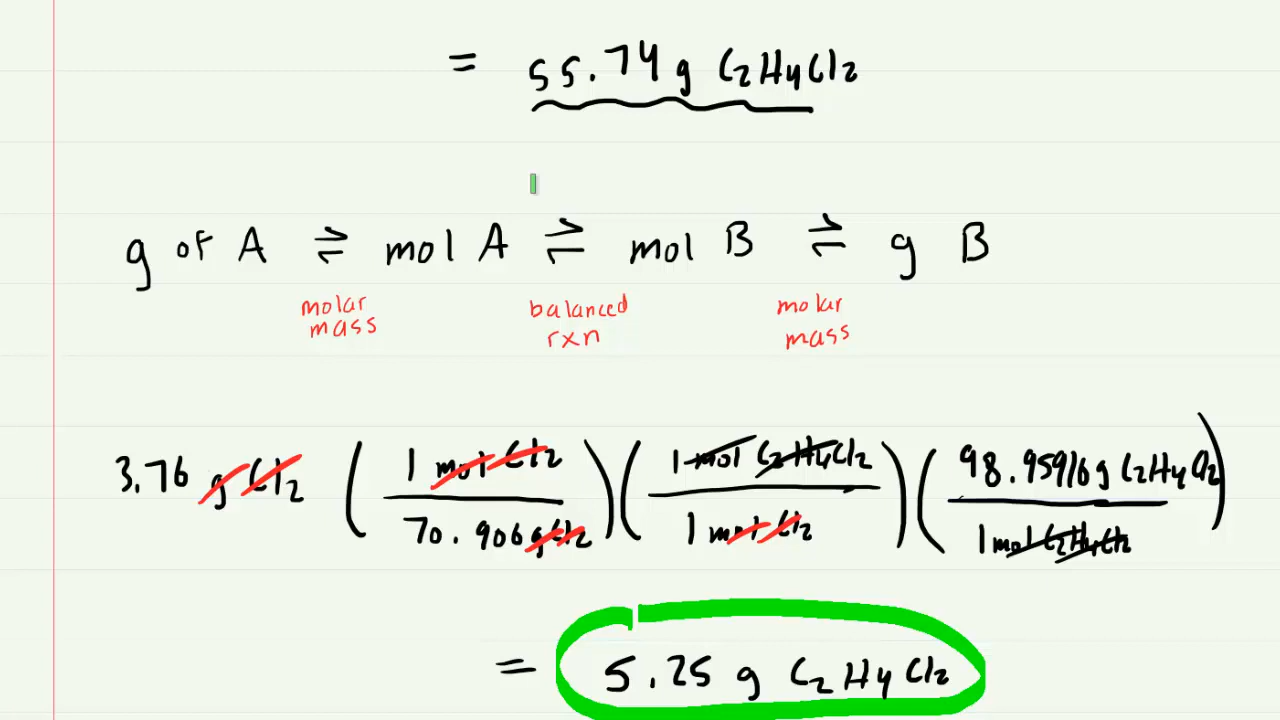 = 55.74 g C₂H₄Cl₂
g of A ⇌ mol A ⇌ mol B ⇌ g B
molar mass balanced rxn molar mass
3.76 g Cl₂ (1 mol Cl₂ / 70.906 g Cl₂) (1 mol C₂H₄Cl₂ / 1 mol Cl₂) (98.95916 g C₂H₄Cl₂ / 1 mol C₂H₄Cl₂)
= 5.25 g C₂H₄Cl₂